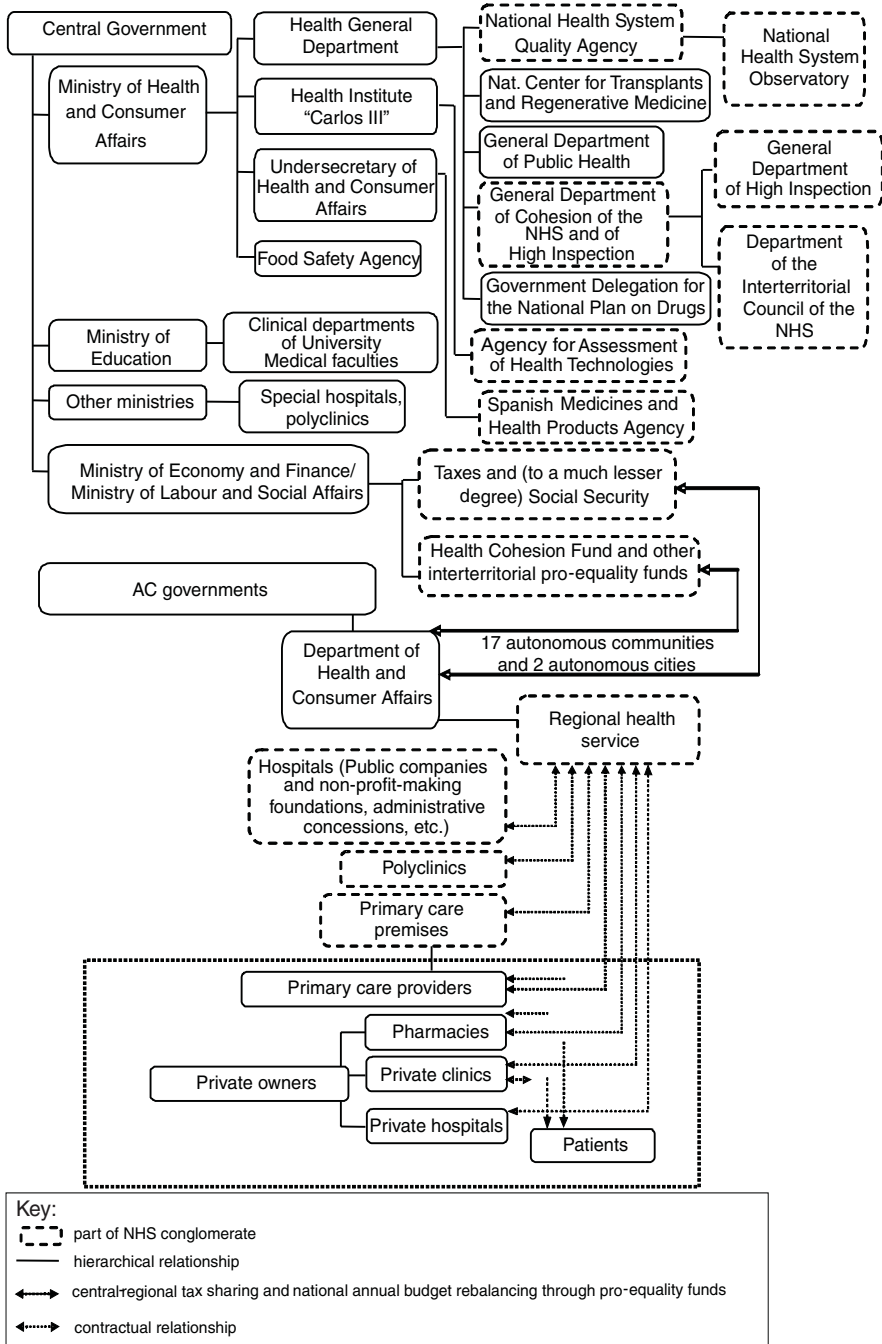 Central Government
Ministry of Health
and Consumer
Affairs
Health General
Department
Health Institute
“Carlos III”
Undersecretary of
Health and Consumer
Affairs
Food Safety Agency
National Health System
Quality Agency
National
Health System
Observatory
Nat. Center for Transplants
and Regenerative Medicine
General Department
of Public Health
General Department
of Cohesion of the
NHS and of
High Inspection
General
Department
of High Inspection
Department
of the
Interterritorial
Council of the
NHS
Government Delegation for
the National Plan on Drugs
Agency for Assessment
of Health Technologies
Spanish Medicines and
Health Products Agency
Ministry of
Education
Clinical departments
of University
Medical faculties
Other ministries
Special hospitals,
polyclinics
Ministry of Economy and Finance/
Ministry of Labour and Social Affairs
Taxes and (to a much lesser
degree) Social Security
Health Cohesion Fund and other
interterritorial pro-equality funds
AC governments
Department of
Health and
Consumer Affairs
17 autonomous communities
and 2 autonomous cities
Regional health
service
Hospitals (Public companies
and non-profit-making
foundations, administrative
concessions, etc.)
Polyclinics
Primary care
premises
Primary care providers
Pharmacies
Private owners
Private clinics
Private hospitals
Patients
Key:
part of NHS conglomerate
hierarchical relationship
central-regional tax sharing and national annual budget rebalancing through pro-equality funds
contractual relationship